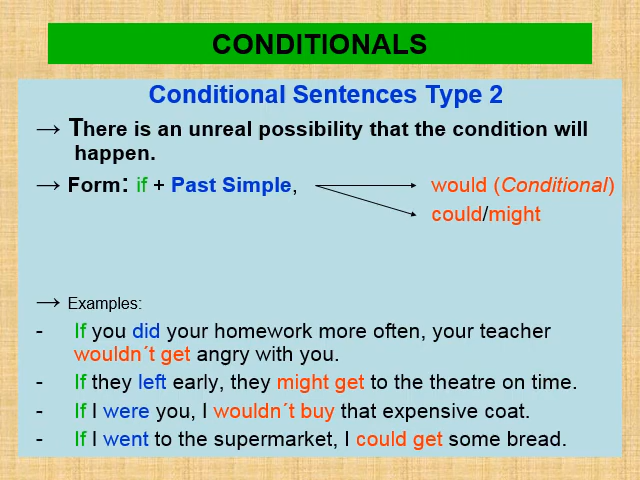 CONDITIONALS
Conditional Sentences Type 2
→ There is an unreal possibility that the condition will
happen.
→ Form: if + Past Simple, would (Conditional)
could/might
→ Examples:
- If you did your homework more often, your teacher
wouldn´t get angry with you.
- If they left early, they might get to the theatre on time.
- If I were you, I wouldn´t buy that expensive coat.
- If I went to the supermarket, I could get some bread.